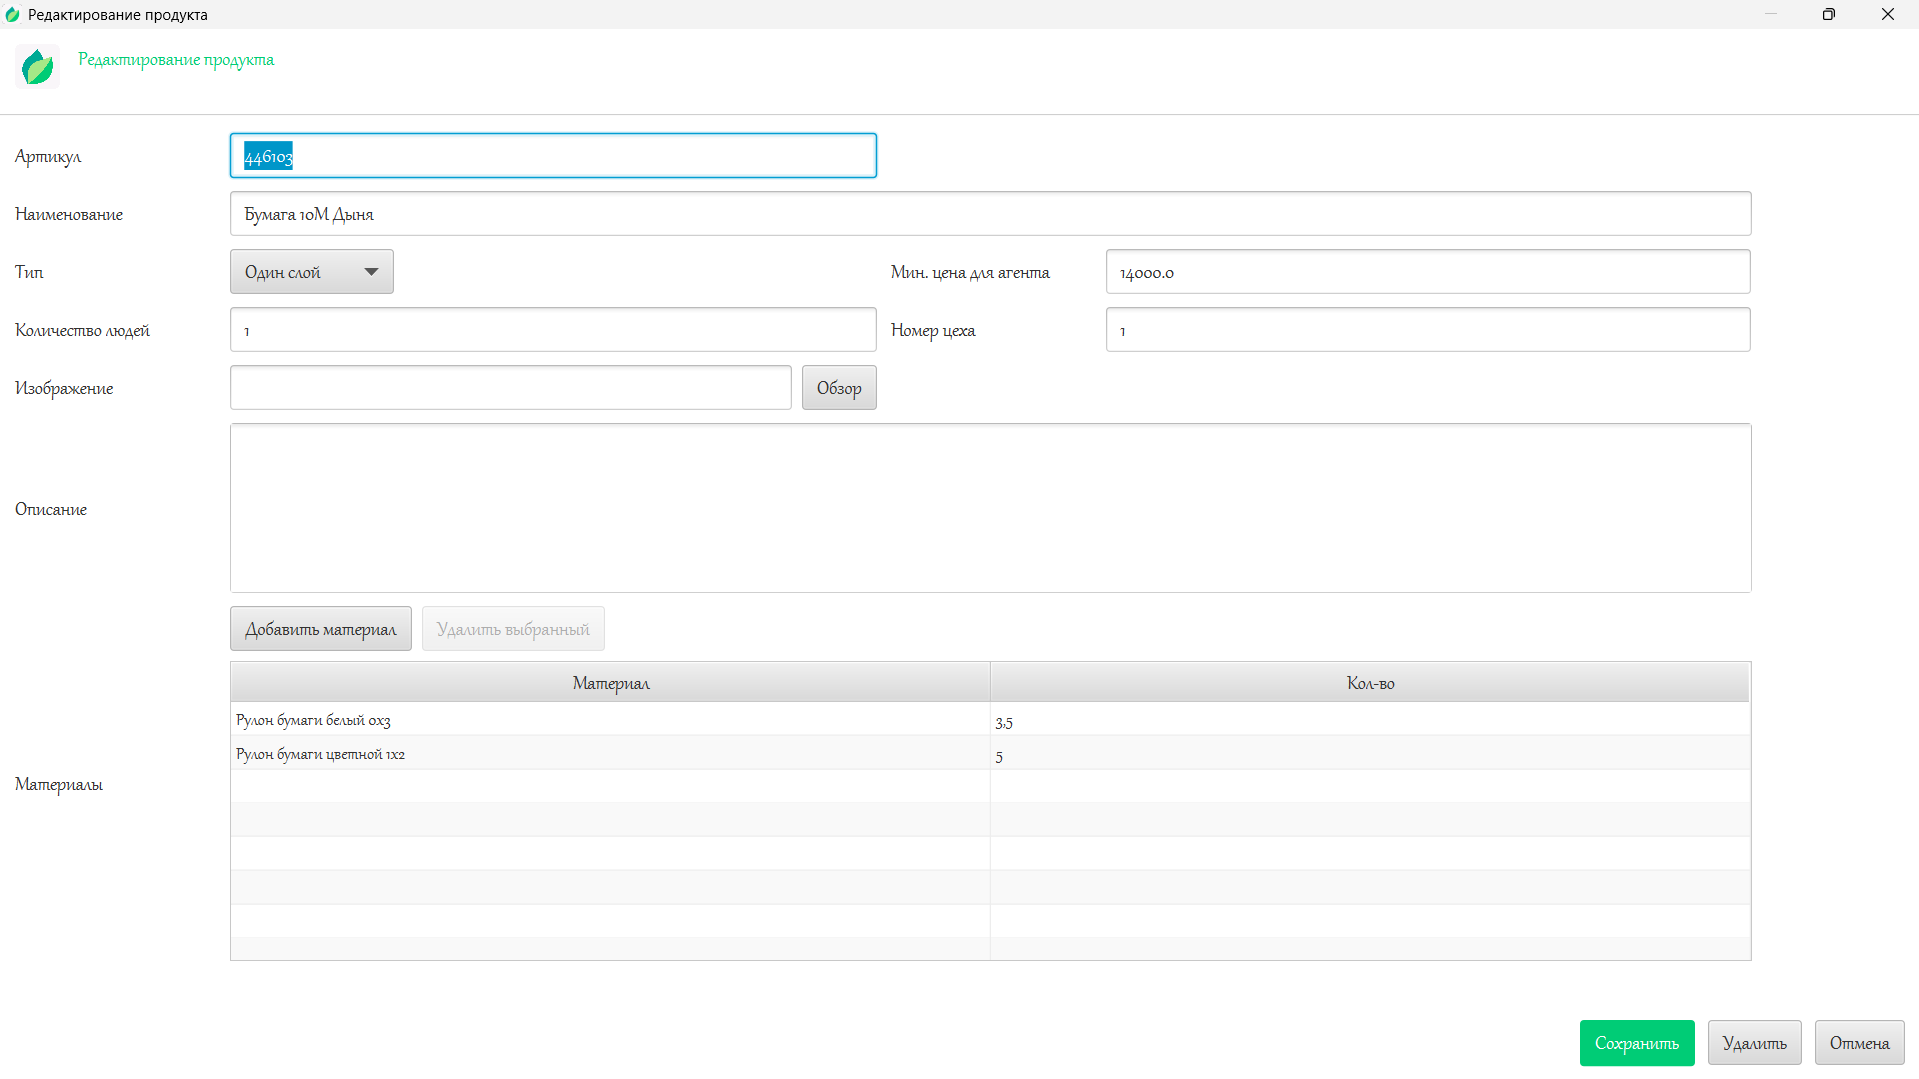 Редактирование продукта
Редактирование продукта
Артикул 446103
Наименование Бумага 10М Дыня
Тип Один слой Мин. цена для агента 14000.0
Количество людей 1 Номер цеха 1
Изображение Обзор
Описание
Добавить материал Удалить выбранный
Материал Кол-во
Рулон бумаги белый 0x3 3,5
Рулон бумаги цветной 1x2 5
Материалы
Сохранить Удалить Отмена